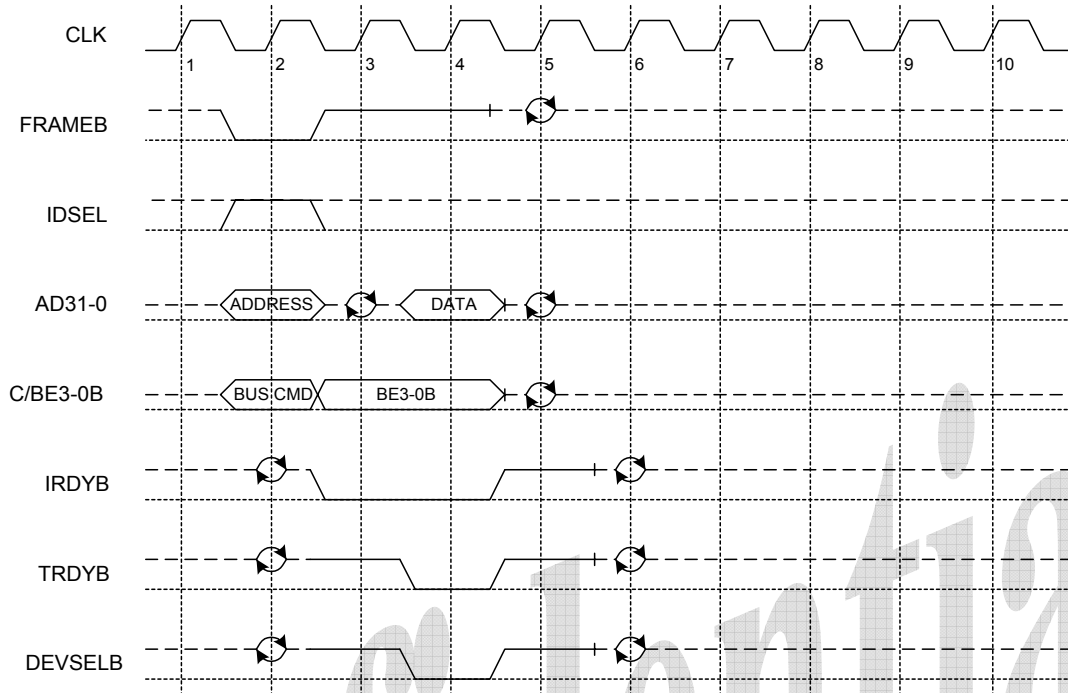 CLK
1 2 3 4 5 6 7 8 9 10
FRAMEB
IDSEL
AD31-0 ADDRESS DATA
C/BE3-0B BUS CMD BE3-0B
IRDYB
TRDYB
DEVSELB